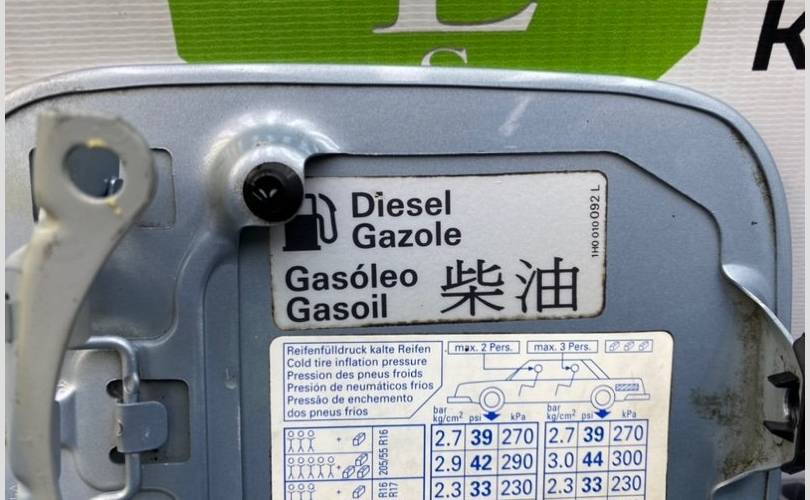 E
S
K
Diesel
Gazole
Gasóleo
Gasoil
柴油
1H0 010 092 L
Reifenfülldruck kalte Reifen
Cold tire inflation pressure
Pression des pneus froids
Presión de neumáticos frios
Pressão de enchemento
dos pneus frios
max. 2 Pers. max. 3 Pers.
bar psi kPa bar psi kPa
kg/cm² kg/cm²
205/55 R16
2.7 39 270 2.7 39 270
2.9 42 290 3.0 44 300
R16
R17
2.3 33 230 2.3 33 230